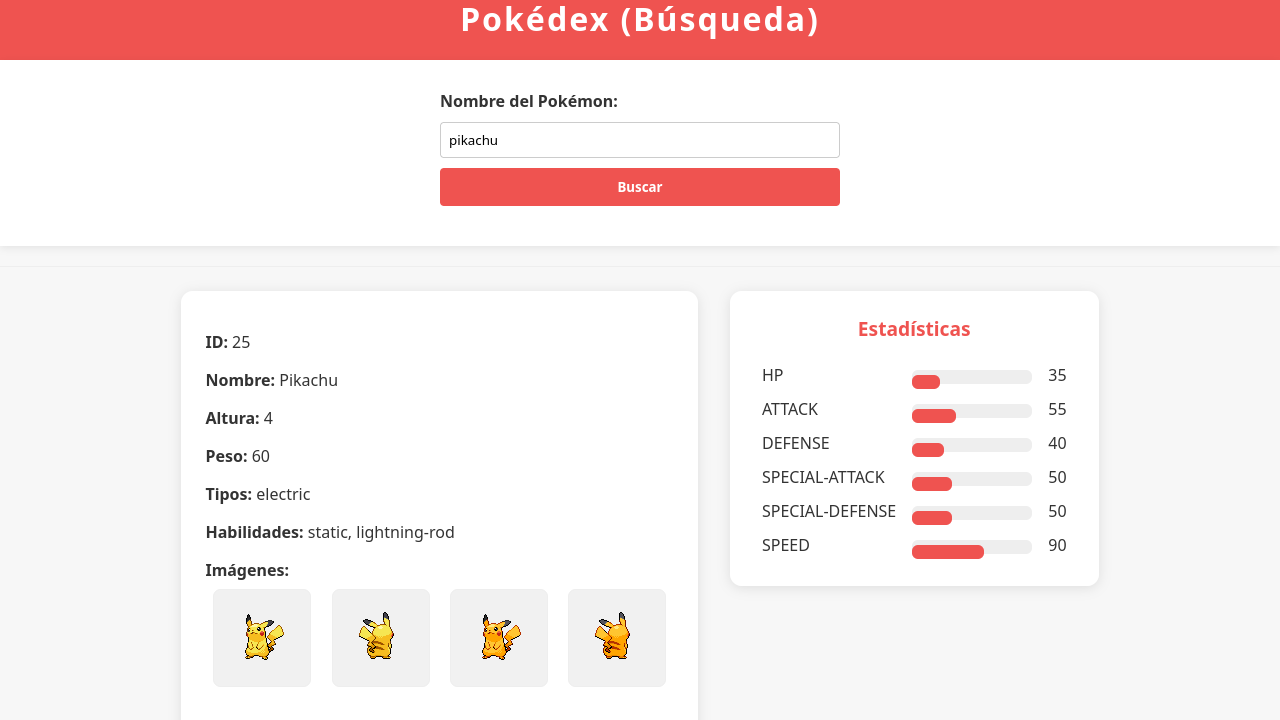 Pokédex (Búsqueda)
Nombre del Pokémon:
pikachu
Buscar
ID: 25
Nombre: Pikachu
Altura: 4
Peso: 60
Tipos: electric
Habilidades: static, lightning-rod
Imágenes:
Estadísticas
HP 35
ATTACK 55
DEFENSE 40
SPECIAL-ATTACK 50
SPECIAL-DEFENSE 50
SPEED 90